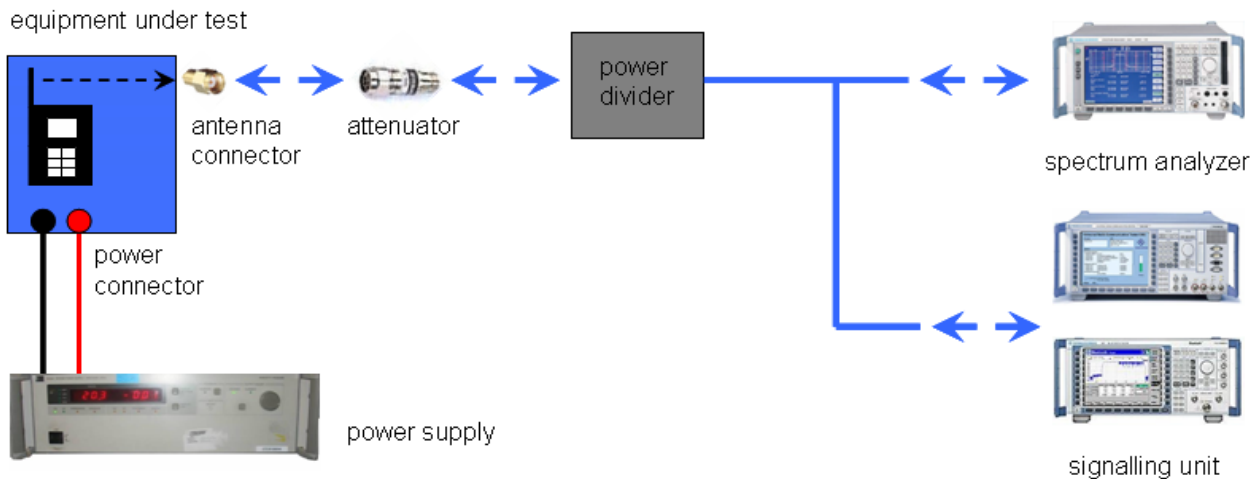 equipment under test
power
divider
antenna
connector
attenuator
spectrum analyzer
power
connector
power supply
signalling unit